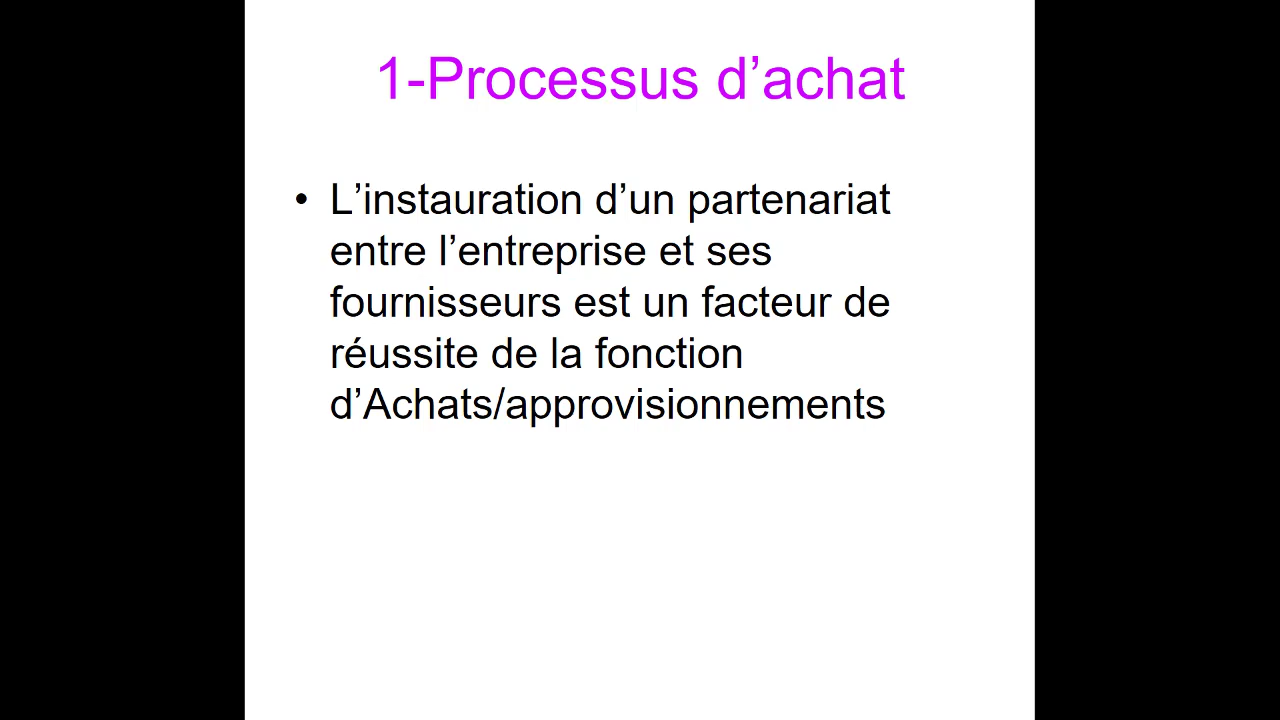 1-Processus d’achat
• L’instauration d’un partenariat
entre l’entreprise et ses
fournisseurs est un facteur de
réussite de la fonction
d’Achats/approvisionnements